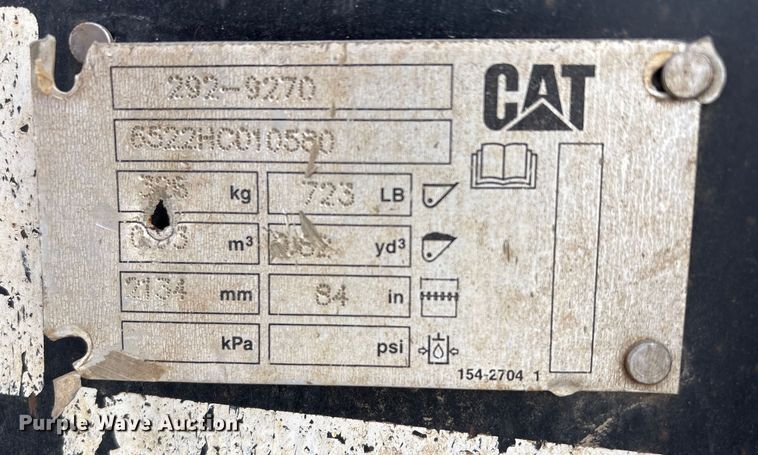 292-9270
CAT
6522HC010580
kg 723 LB
m³ yd³
2134 mm 84 in
kPa psi
154-2704 1
Purple Wave Auction